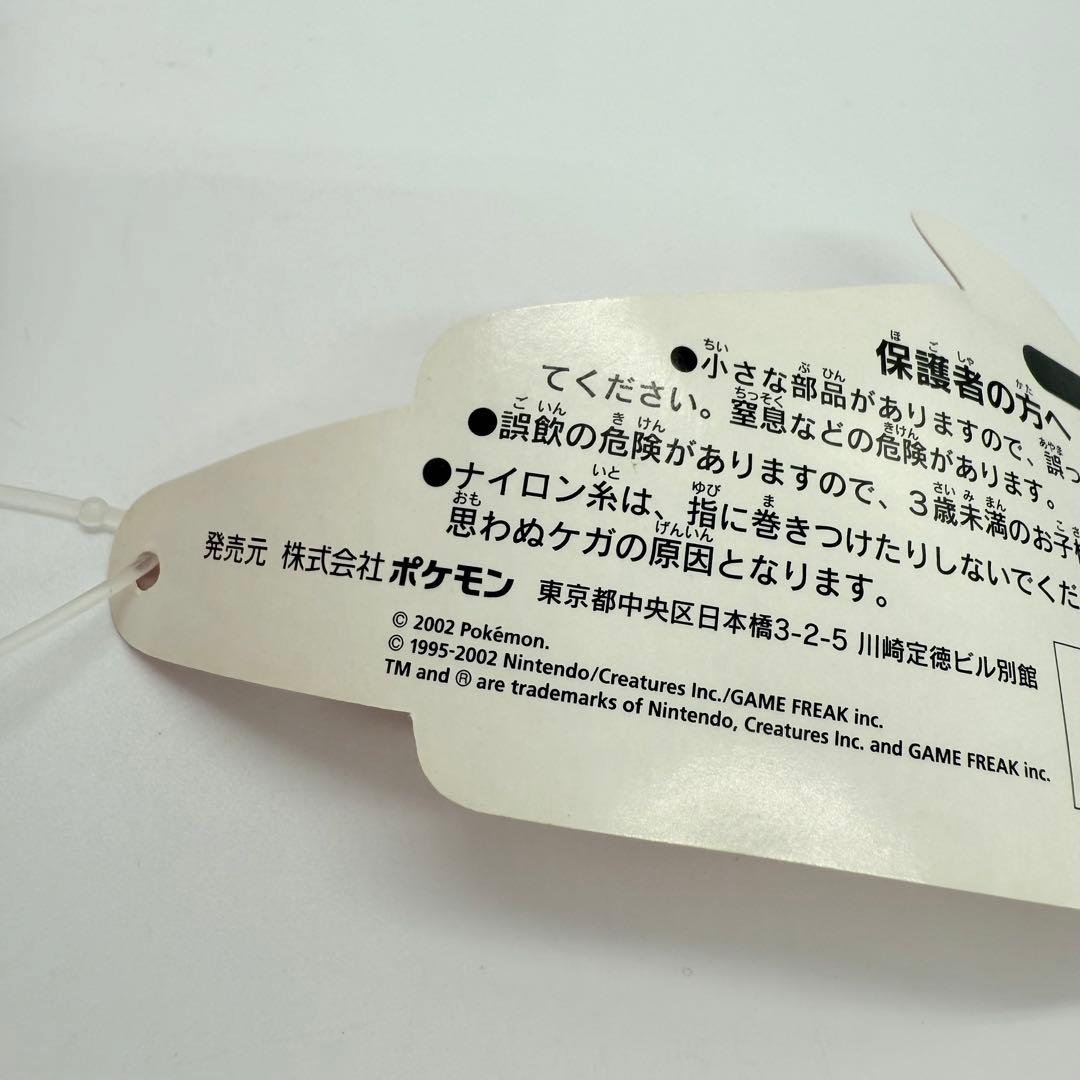 保護者の方へ
●小さな部品がありますので、誤っ
てください。窒息などの危険があります。
●誤飲の危険がありますので、3歳未満のお子様
●ナイロン糸は、指に巻きつけたりしないでくだ
思わぬケガの原因となります。
発売元 株式会社ポケモン 東京都中央区日本橋3-2-5 川崎定徳ビル別館
© 2002 Pokémon.
© 1995-2002 Nintendo/Creatures Inc./GAME FREAK inc.
TM and ® are trademarks of Nintendo, Creatures Inc. and GAME FREAK inc.